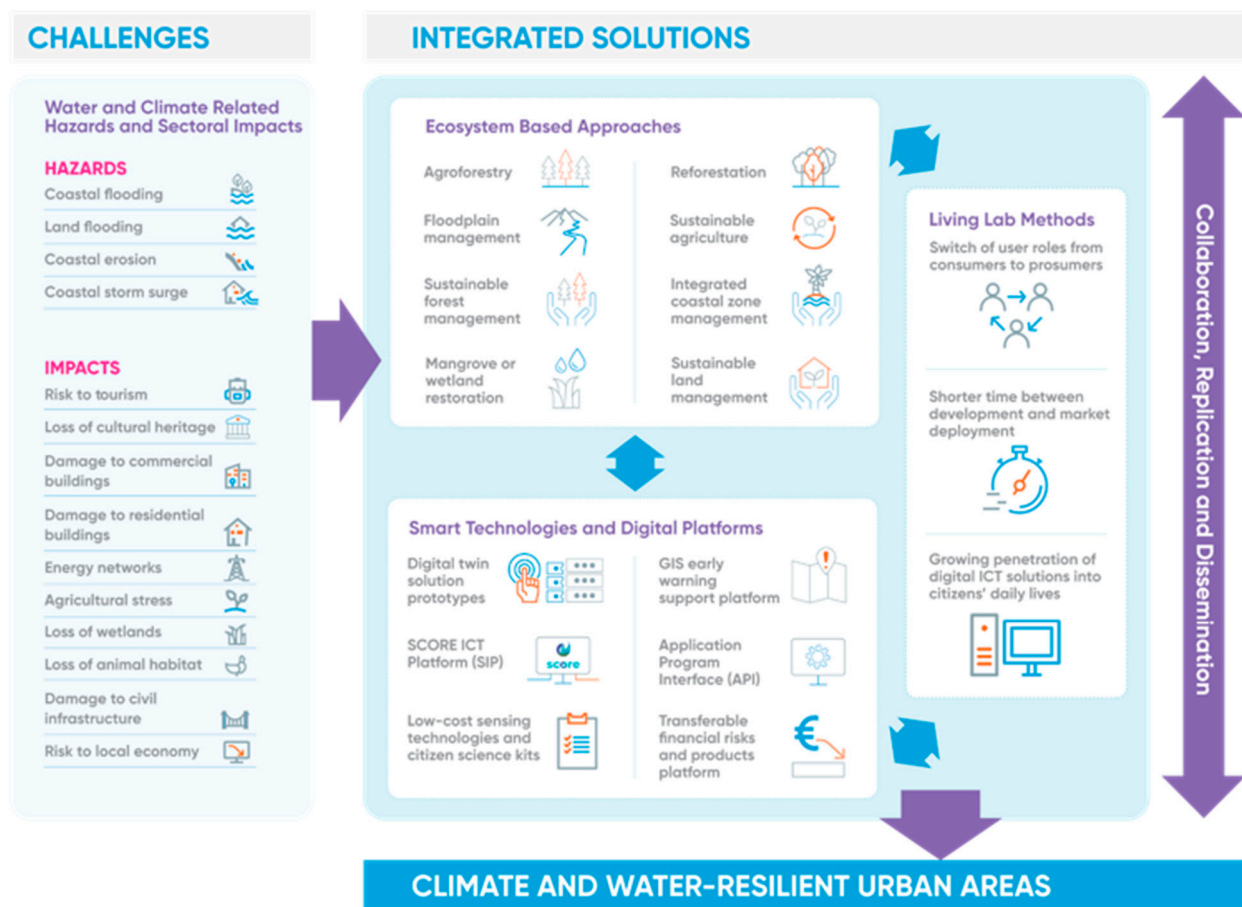 CHALLENGES
Water and Climate Related
Hazards and Sectoral Impacts
HAZARDS
Coastal flooding
Land flooding
Coastal erosion
Coastal storm surge
IMPACTS
Risk to tourism
Loss of cultural heritage
Damage to commercial
buildings
Damage to residential
buildings
Energy networks
Agricultural stress
Loss of wetlands
Loss of animal habitat
Damage to civil
infrastructure
Risk to local economy
INTEGRATED SOLUTIONS
Ecosystem Based Approaches
Agroforestry
Floodplain
management
Sustainable
forest
management
Mangrove or
wetland
restoration
Reforestation
Sustainable
agriculture
Integrated
coastal zone
management
Sustainable
land
management
Smart Technologies and Digital Platforms
Digital twin
solution
prototypes
SCORE ICT
Platform (SIP)
score
Low-cost sensing
technologies and
citizen science kits
GIS early
warning
support platform
Application
Program
Interface (API)
Transferable
financial risks
and products
platform
€
Living Lab Methods
Switch of user roles from
consumers to prosumers
Shorter time between
development and market
deployment
Growing penetration of
digital ICT solutions into
citizens' daily lives
Collaboration, Replication and Dissemination
CLIMATE AND WATER-RESILIENT URBAN AREAS